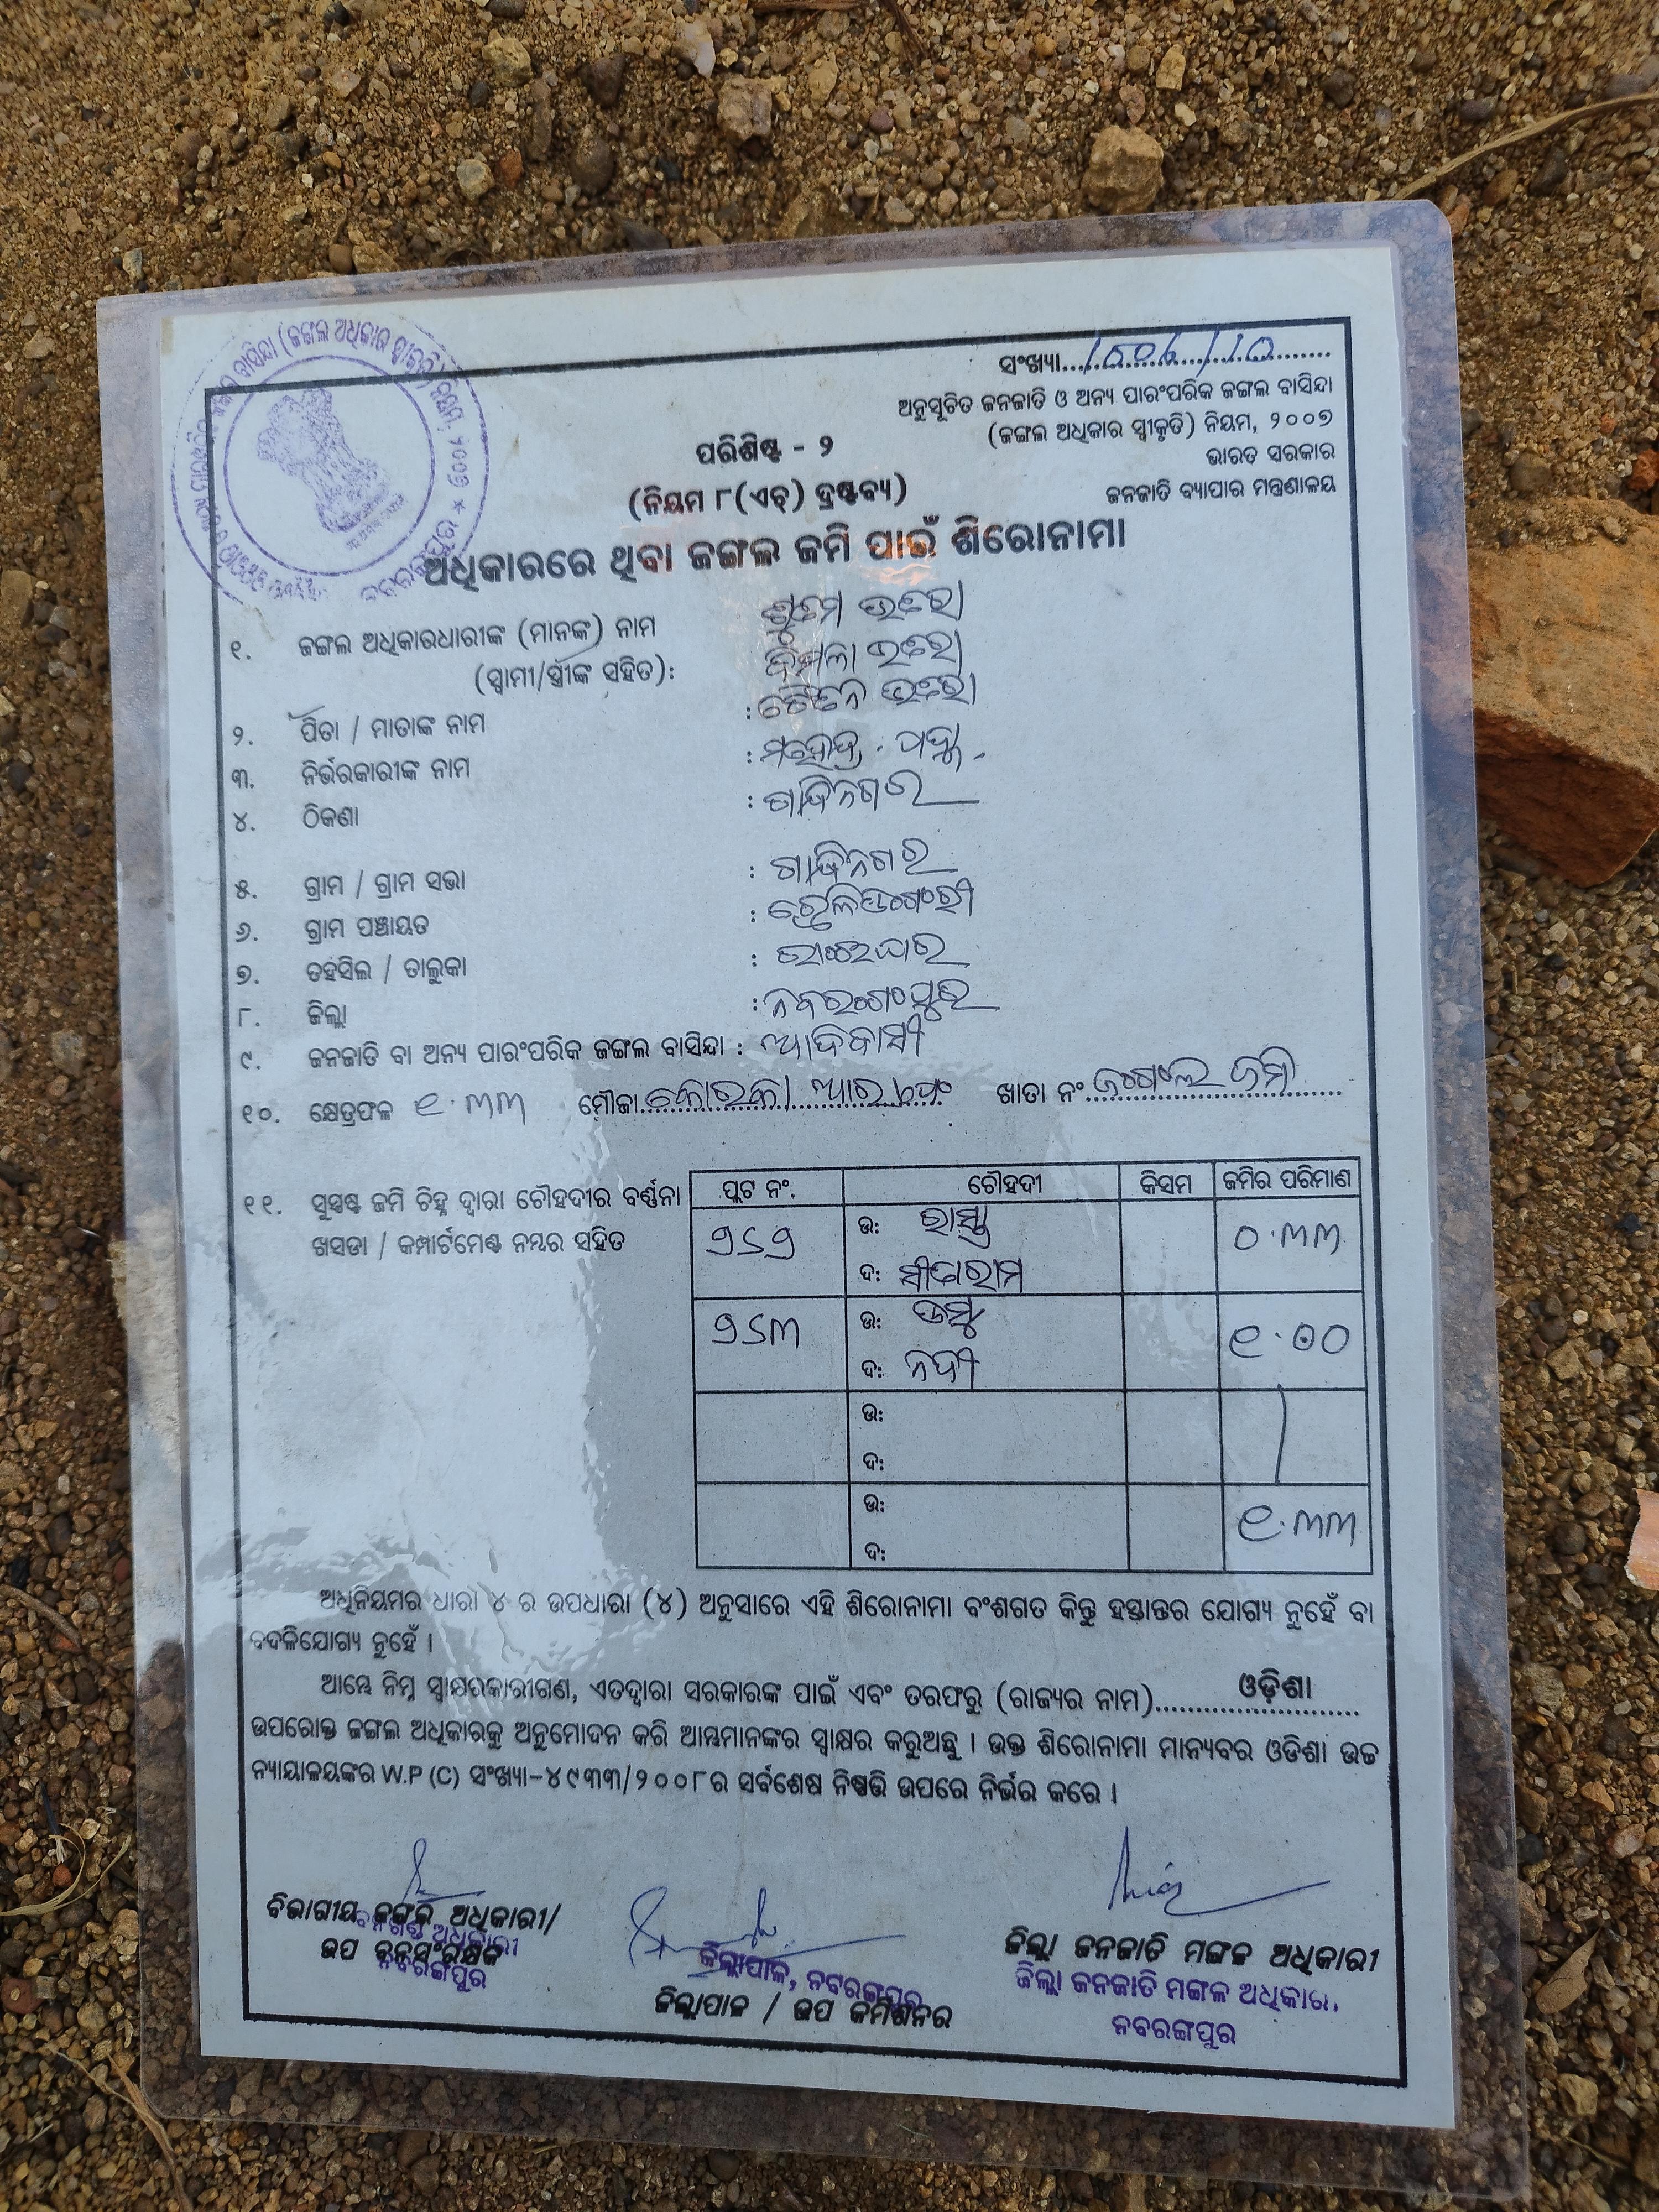 ସଂଖ୍ୟା
ଅନୁସୂଚିତ ଜନଜାତି ଓ ଅନ୍ୟ ପାରଂପରିକ ଜଙ୍ଗଲ ବାସିନ୍ଦା
(ଜଙ୍ଗଲ ଅଧିକାର ସ୍ୱୀକୃତି) ନିୟମ, ୨୦୦୭
ଭାରତ ସରକାର
ଜନଜାତି ବ୍ୟାପାର ମନ୍ତ୍ରଣାଳୟ
ପରିଶିଷ୍ଟ - ୨
(ନିୟମ ୮(ଏଚ୍) ଦ୍ରଷ୍ଟବ୍ୟ)
ଅଧିକାରରେ ଥିବା ଜଙ୍ଗଲ ଜମି ପାଇଁ ଶିରୋନାମା
୧. ଜଙ୍ଗଲ ଅଧିକାରଧାରୀଙ୍କ (ମାନଙ୍କ) ନାମ
(ସ୍ୱାମୀ/ସ୍ତ୍ରୀଙ୍କ ସହିତ):
୨. ପିତା / ମାତାଙ୍କ ନାମ :
୩. ନିର୍ଭରକାରୀଙ୍କ ନାମ :
୪. ଠିକଣା :
୫. ଗ୍ରାମ / ଗ୍ରାମ ସଭା :
୬. ଗ୍ରାମ ପଞ୍ଚାୟତ :
୭. ତହସିଲ / ତାଲୁକା :
୮. ଜିଲ୍ଲା : ନବରଂଗପୁର
୯. ଜନଜାତି ବା ଅନ୍ୟ ପାରଂପରିକ ଜଙ୍ଗଲ ବାସିନ୍ଦା : ଆଦିବାସୀ
୧୦. କ୍ଷେତ୍ରଫଳ ୧.୩୩ ମୌଜା ଖାତା ନଂ ଜଂଗଲ ଜମି
୧୧. ସୁସ୍ପଷ୍ଟ ଜମି ଚିହ୍ନ ଦ୍ୱାରା ଚୌହଦୀର ବର୍ଣ୍ଣନା
ଖସଡା / କମ୍ପାର୍ଟମେଣ୍ଟ ନମ୍ବର ସହିତ
ପ୍ଲଟ ନଂ. ଚୌହଦୀ କିସମ ଜମିର ପରିମାଣ
୨୫୨ ଉ: ରାସ୍ତା ୦.୩୩
ଦ: ସୀତାରାମ
୨୫୩ ଉ: ୧.୦୦
ଦ: ନଦୀ
ଉ:
ଦ:
ଉ: ୧.୩୩
ଦ:
ଅଧିନିୟମର ଧାରା ୪ ର ଉପଧାରା (୪) ଅନୁସାରେ ଏହି ଶିରୋନାମା ବଂଶଗତ କିନ୍ତୁ ହସ୍ତାନ୍ତର ଯୋଗ୍ୟ ନୁହେଁ ବା
ବଦଳିଯୋଗ୍ୟ ନୁହେଁ ।
ଆମ୍ଭେ ନିମ୍ନ ସ୍ୱାକ୍ଷରକାରୀଗଣ, ଏତଦ୍ୱାରା ସରକାରଙ୍କ ପାଇଁ ଏବଂ ତରଫରୁ (ରାଜ୍ୟର ନାମ) ଓଡ଼ିଶା
ଉପରୋକ୍ତ ଜଙ୍ଗଲ ଅଧିକାରକୁ ଅନୁମୋଦନ କରି ଆମ୍ଭମାନଙ୍କର ସ୍ୱାକ୍ଷର କରୁଅଛୁ । ଉକ୍ତ ଶିରୋନାମା ମାନ୍ୟବର ଓଡିଶା ଉଚ୍ଚ
ନ୍ୟାୟାଳୟଙ୍କର W.P (C) ସଂଖ୍ୟା-୪୯୩୩/୨୦୦୮ର ସର୍ବଶେଷ ନିଷ୍ପତ୍ତି ଉପରେ ନିର୍ଭର କରେ ।
ବିଭାଗୀୟ ଜଙ୍ଗଲ ଅଧିକାରୀ/
ଉପ ବନସଂରକ୍ଷକ
ନବରଙ୍ଗପୁର
ଜିଲ୍ଲାପାଳ, ନବରଙ୍ଗପୁର
ଜିଲ୍ଲାପାଳ / ଉପ କମିଶନର
ଜିଲ୍ଲା ଜନଜାତି ମଙ୍ଗଳ ଅଧିକାରୀ
ଜିଲ୍ଲା ଜନଜାତି ମଙ୍ଗଳ ଅଧିକାରୀ
ନବରଙ୍ଗପୁର